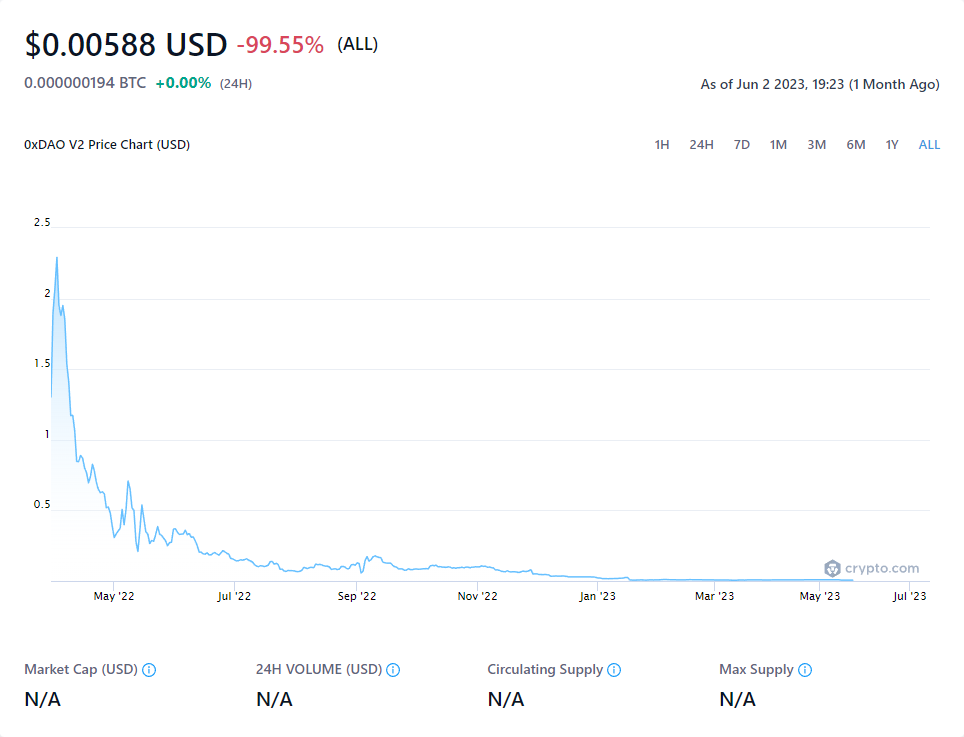 $0.00588 USD -99.55% (ALL)
0.000000194 BTC +0.00% (24H)
As of Jun 2 2023, 19:23 (1 Month Ago)
0xDAO V2 Price Chart (USD)
1H 24H 7D 1M 3M 6M 1Y ALL
2.5
2
1.5
1
0.5
crypto.com
May '22 Jul '22 Sep '22 Nov '22 Jan '23 Mar '23 May '23 Jul '23
Market Cap (USD) 24H VOLUME (USD) Circulating Supply Max Supply
N/A N/A N/A N/A